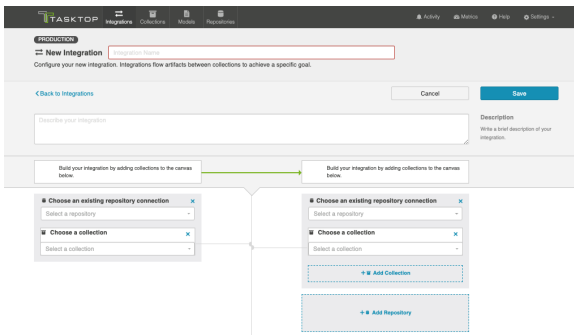 TASKTOP
Integrations Collections Models Repositories
Activity Metrics Help Settings
PRODUCTION
New Integration Integration Name
Configure your new integration. Integrations flow artifacts between collections to achieve a specific goal.
Back to Integrations Cancel Save
Describe your integration
Description
Write a brief description of your
integration.
Build your integration by adding collections to the canvas
below.
Build your integration by adding collections to the canvas
below.
Choose an existing repository connection
Select a repository
Choose a collection
Select a collection
Choose an existing repository connection
Select a repository
Choose a collection
Select a collection
+ Add Collection
+ Add Repository